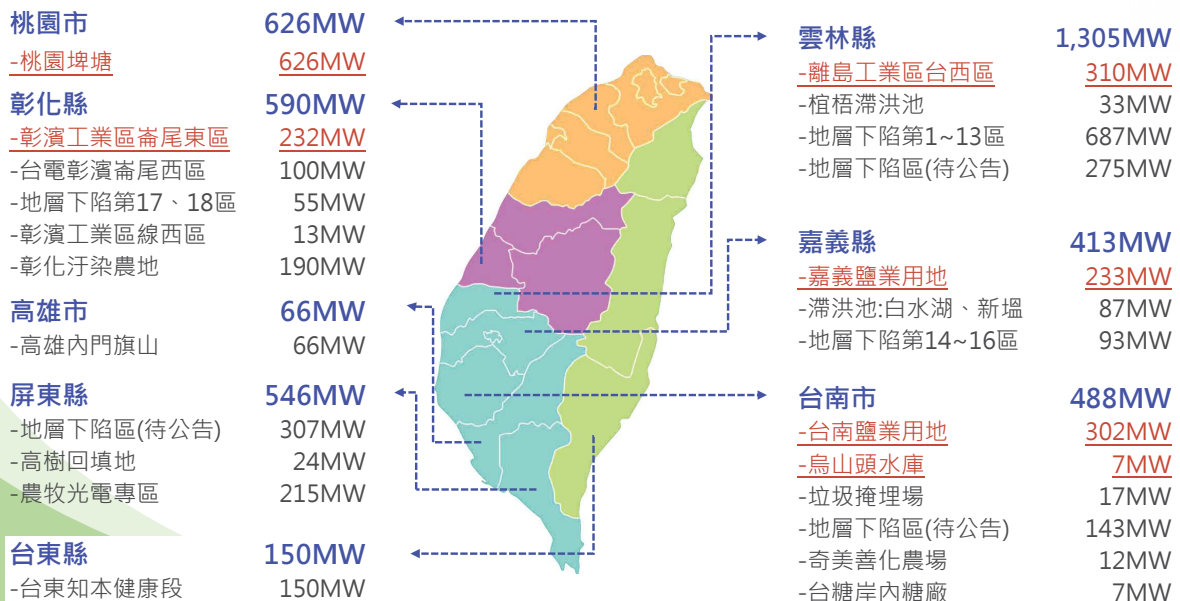 桃園市 626MW
-桃園埤塘 626MW
彰化縣 590MW
-彰濱工業區崙尾東區 232MW
-台電彰濱崙尾西區 100MW
-地層下陷第17、18區 55MW
-彰濱工業區線西區 13MW
-彰化汙染農地 190MW
高雄市 66MW
-高雄內門旗山 66MW
屏東縣 546MW
-地層下陷區(待公告) 307MW
-高樹回填地 24MW
-農牧光電專區 215MW
台東縣 150MW
-台東知本健康段 150MW
雲林縣 1,305MW
-離島工業區台西區 310MW
-植梧滯洪池 33MW
-地層下陷第1~13區 687MW
-地層下陷區(待公告) 275MW
嘉義縣 413MW
-嘉義鹽業用地 233MW
-滯洪池:白水湖、新塭 87MW
-地層下陷第14~16區 93MW
台南市 488MW
-台南鹽業用地 302MW
-烏山頭水庫 7MW
-垃圾掩埋場 17MW
-地層下陷區(待公告) 143MW
-奇美善化農場 12MW
-台糖岸內糖廠 7MW